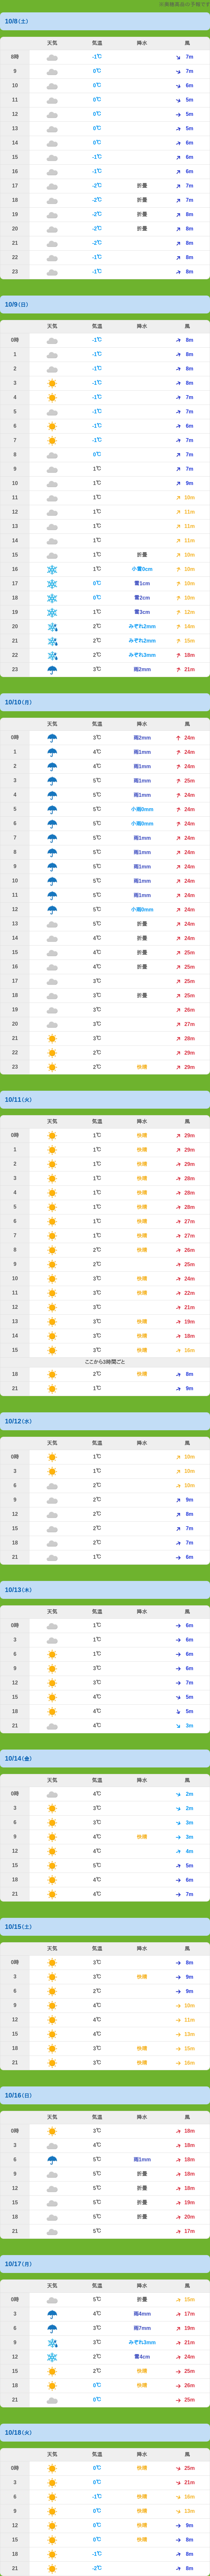 の予報です
10/8（土）
天気 気温 降水 風
8時 -1℃ 7m
9 0℃ 7m
10 0℃ 6m
11 0℃ 5m
12 0℃ 5m
13 0℃ 5m
14 0℃ 6m
15 -1℃ 6m
16 -1℃ 6m
17 -2℃ 折畳 7m
18 -2℃ 折畳 7m
19 -2℃ 折畳 8m
20 -2℃ 折畳 8m
21 -2℃ 8m
22 -1℃ 8m
23 -1℃ 8m
10/9（日）
天気 気温 降水 風
0時 -1℃ 8m
1 -1℃ 8m
2 -1℃ 8m
3 -1℃ 8m
4 -1℃ 7m
5 -1℃ 7m
6 -1℃ 6m
7 -1℃ 7m
8 0℃ 7m
9 1℃ 7m
10 1℃ 9m
11 1℃ 10m
12 1℃ 11m
13 1℃ 11m
14 1℃ 11m
15 1℃ 折畳 10m
16 1℃ 小雪0cm 10m
17 0℃ 雪1cm 10m
18 0℃ 雪2cm 10m
19 1℃ 雪3cm 12m
20 2℃ みぞれ2mm 14m
21 2℃ みぞれ2mm 15m
22 2℃ みぞれ3mm 18m
23 3℃ 雨2mm 21m
10/10（月）
天気 気温 降水 風
0時 3℃ 雨2mm 24m
1 4℃ 雨1mm 24m
2 4℃ 雨1mm 24m
3 5℃ 雨1mm 25m
4 5℃ 雨1mm 24m
5 5℃ 小雨0mm 24m
6 5℃ 小雨0mm 24m
7 5℃ 雨1mm 24m
8 5℃ 雨1mm 24m
9 5℃ 雨1mm 24m
10 5℃ 雨1mm 24m
11 5℃ 雨1mm 24m
12 5℃ 小雨0mm 24m
13 5℃ 折畳 24m
14 4℃ 折畳 24m
15 4℃ 折畳 25m
16 4℃ 折畳 25m
17 3℃ 25m
18 3℃ 折畳 25m
19 3℃ 26m
20 3℃ 27m
21 3℃ 28m
22 2℃ 29m
23 2℃ 快晴 29m
10/11（火）
天気 気温 降水 風
0時 1℃ 快晴 29m
1 1℃ 快晴 29m
2 1℃ 快晴 29m
3 1℃ 快晴 28m
4 1℃ 快晴 28m
5 1℃ 快晴 28m
6 1℃ 快晴 27m
7 1℃ 快晴 27m
8 2℃ 快晴 26m
9 2℃ 25m
10 3℃ 快晴 24m
11 3℃ 快晴 22m
12 3℃ 21m
13 3℃ 快晴 19m
14 3℃ 快晴 18m
15 3℃ 快晴 16m
ここから3時間ごと
18 2℃ 快晴 8m
21 1℃ 9m
10/12（水）
天気 気温 降水 風
0時 1℃ 10m
3 1℃ 10m
6 2℃ 10m
9 2℃ 9m
12 2℃ 8m
15 2℃ 7m
18 2℃ 7m
21 1℃ 6m
10/13（木）
天気 気温 降水 風
0時 1℃ 6m
3 1℃ 6m
6 1℃ 6m
9 3℃ 6m
12 3℃ 7m
15 4℃ 5m
18 4℃ 5m
21 4℃ 3m
10/14（金）
天気 気温 降水 風
0時 4℃ 2m
3 3℃ 2m
6 3℃ 3m
9 4℃ 快晴 3m
12 4℃ 4m
15 5℃ 5m
18 4℃ 6m
21 4℃ 7m
10/15（土）
天気 気温 降水 風
0時 3℃ 8m
3 3℃ 快晴 9m
6 2℃ 9m
9 4℃ 10m
12 4℃ 11m
15 4℃ 13m
18 3℃ 快晴 15m
21 3℃ 快晴 16m
10/16（日）
天気 気温 降水 風
0時 3℃ 18m
3 4℃ 18m
6 5℃ 雨1mm 18m
9 5℃ 折畳 18m
12 5℃ 折畳 18m
15 5℃ 折畳 19m
18 5℃ 折畳 20m
21 5℃ 17m
10/17（月）
天気 気温 降水 風
0時 5℃ 折畳 15m
3 4℃ 雨4mm 17m
6 3℃ 雨7mm 19m
9 3℃ みぞれ3mm 21m
12 2℃ 雪4cm 24m
15 2℃ 快晴 25m
18 0℃ 快晴 26m
21 0℃ 25m
10/18（火）
天気 気温 降水 風
0時 0℃ 快晴 25m
3 0℃ 21m
6 -1℃ 快晴 16m
9 0℃ 快晴 13m
12 0℃ 快晴 9m
15 0℃ 快晴 8m
18 -1℃ 8m
21 -2℃ 8m